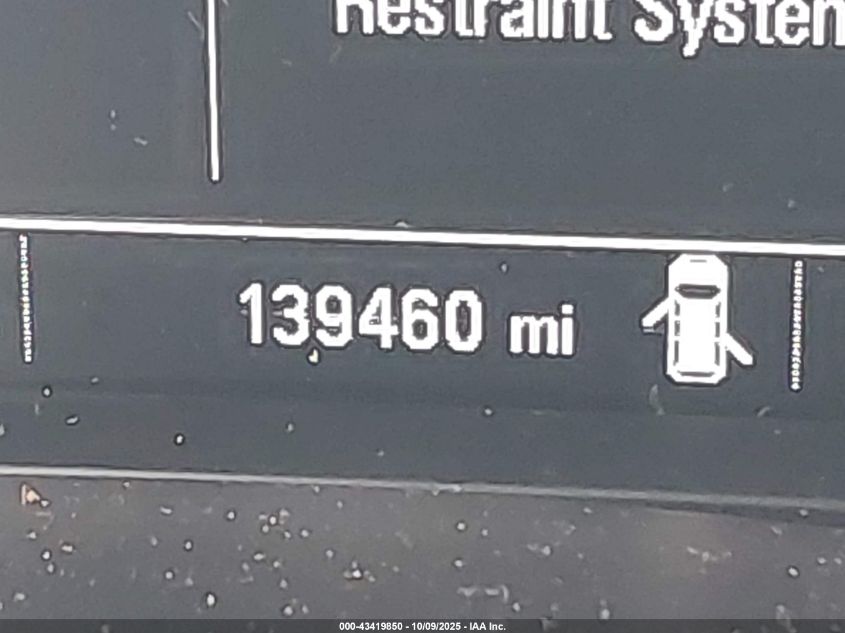 Restraint System
139460 mi
000-43419850 - 10/09/2025 - IAA Inc.